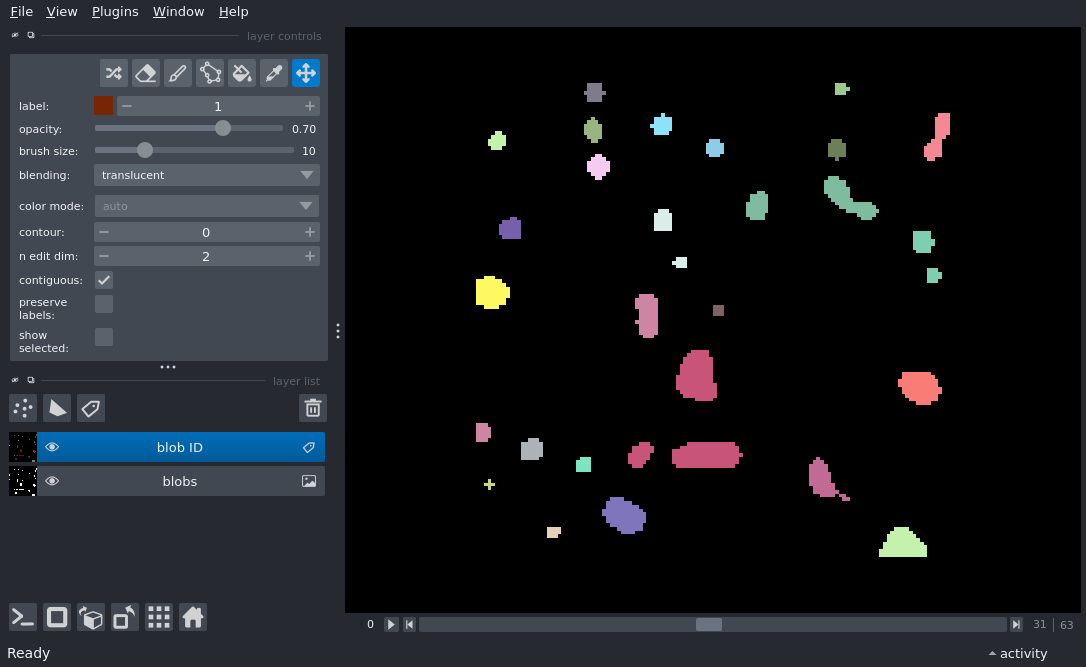 File View Plugins Window Help
layer controls
label: 1
opacity: 0.70
brush size: 10
blending: translucent
color mode: auto
contour: 0
n edit dim: 2
contiguous:
preserve
labels:
show
selected:
layer list
blob ID
blobs
0 31 | 63
Ready activity